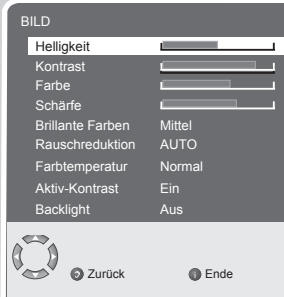 BILD
Helligkeit
Kontrast
Farbe
Schärfe
Brillante Farben Mittel
Rauschreduktion AUTO
Farbtemperatur Normal
Aktiv-Kontrast Ein
Backlight Aus
Zurück Ende